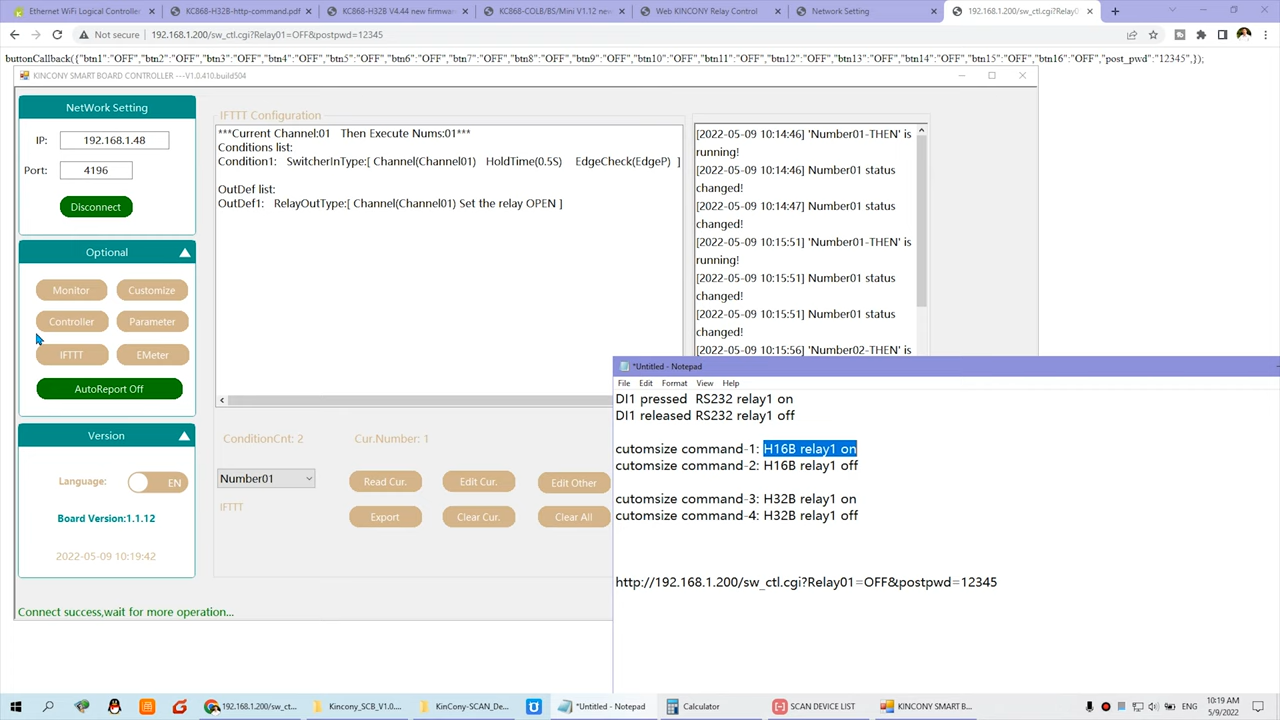 Ethernet WiFi Logical Controlle
KC868-H32B-http-command.pdf
KC868-H32B V4.44 new firmwar
KC868-COLB/BS/Mini V1.12 new
Web KINCONY Relay Control
Network Setting
192.168.1.200/sw_ctl.cgi?Relay0
Not secure
192.168.1.200/sw_ctl.cgi?Relay01=OFF&postpwd=12345
buttonCallback({"btn1":"OFF","btn2":"OFF","btn3":"OFF","btn4":"OFF","btn5":"OFF","btn6":"OFF","btn7":"OFF","btn8":"OFF","btn9":"OFF","btn10":"OFF","btn11":"OFF","btn12":"OFF","btn13":"OFF","btn14":"OFF","btn15":"OFF","btn16":"OFF","post_pwd":"12345",});
KINCONY SMART BOARD CONTROLLER ---V1.0.410.build504
NetWork Setting
IP: 192.168.1.48
Port: 4196
Disconnect
Optional
Monitor
Customize
Controller
Parameter
IFTTT
EMeter
AutoReport Off
Version
Language: EN
Board Version:1.1.12
2022-05-09 10:19:42
Connect success,wait for more operation...
IFTTT Configuration
***Current Channel:01 Then Execute Nums:01***
Conditions list:
Condition1: SwitcherInType:[ Channel(Channel01) HoldTime(0.5S) EdgeCheck(EdgeP) ]
OutDef list:
OutDef1: RelayOutType:[ Channel(Channel01) Set the relay OPEN ]
ConditionCnt: 2
Cur.Number: 1
Number01
IFTTT
Read Cur.
Edit Cur.
Edit Other
Export
Clear Cur.
Clear All
[2022-05-09 10:14:46] 'Number01-THEN' is
running!
[2022-05-09 10:14:46] Number01 status
changed!
[2022-05-09 10:14:47] Number01 status
changed!
[2022-05-09 10:15:51] 'Number01-THEN' is
running!
[2022-05-09 10:15:51] Number01 status
changed!
[2022-05-09 10:15:51] Number01 status
changed!
[2022-05-09 10:15:56] 'Number02-THEN' is
*Untitled - Notepad
File Edit Format View Help
DI1 pressed RS232 relay1 on
DI1 released RS232 relay1 off
cutomsize command-1: H16B relay1 on
cutomsize command-2: H16B relay1 off
cutomsize command-3: H32B relay1 on
cutomsize command-4: H32B relay1 off
http://192.168.1.200/sw_ctl.cgi?Relay01=OFF&postpwd=12345
192.168.1.200/sw_ct...
Kincony_SCB_V1.0....
KinCony-SCAN_De...
*Untitled - Notepad
Calculator
SCAN DEVICE LIST
KINCONY SMART B...
ENG
10:19 AM
5/9/2022